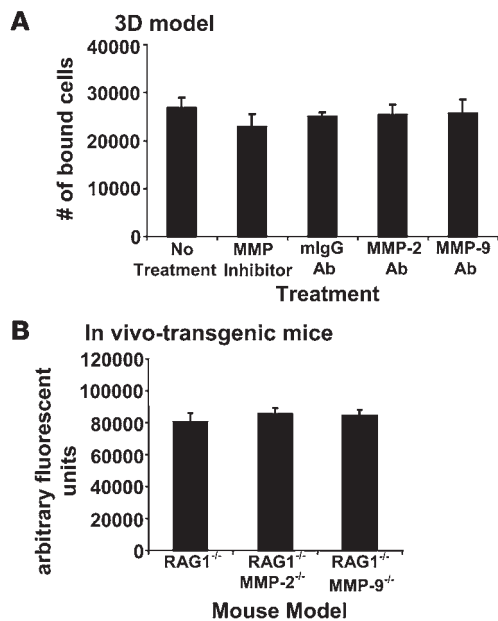 A
3D model
# of bound cells
40000
30000
20000
10000
0
No Treatment
MMP Inhibitor
mIgG Ab
MMP-2 Ab
MMP-9 Ab
Treatment
B
In vivo-transgenic mice
arbitrary fluorescent units
120000
100000
80000
60000
40000
20000
0
RAG1-/-
RAG1-/- MMP-2-/-
RAG1-/- MMP-9-/-
Mouse Model